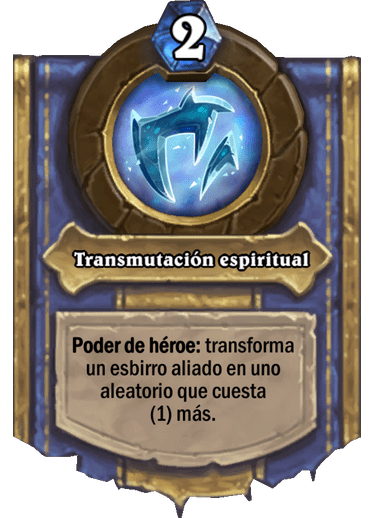 2
Transmutación espiritual
Poder de héroe: transforma
un esbirro aliado en uno
aleatorio que cuesta
(1) más.